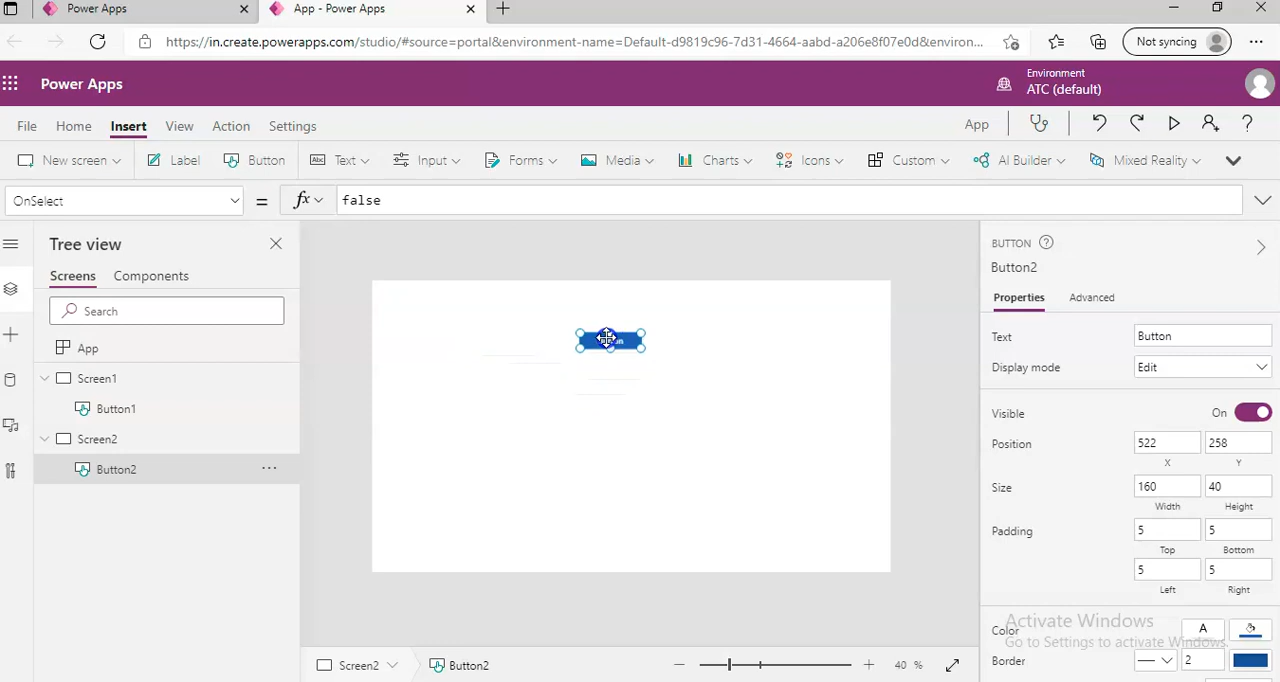 Power Apps
App - Power Apps
https://in.create.powerapps.com/studio/#source=portal&environment-name=Default-d9819c96-7d31-4664-aabd-a206e8f07e0d&environ...
Not syncing
Power Apps
Environment
ATC (default)
File Home Insert View Action Settings
App
New screen Label Button Text Input Forms Media Charts Icons Custom AI Builder Mixed Reality
OnSelect = fx false
Tree view
Screens Components
Search
App
Screen1
Button1
Screen2
Button2
BUTTON
Button2
Properties Advanced
Text Button
Display mode Edit
Visible On
Position 522 258
X Y
Size 160 40
Width Height
Padding 5 5
Top Bottom
5 5
Left Right
Color A
Border 2
Activate Windows
Go to Settings to activate Windows.
Screen2 Button2 40 %